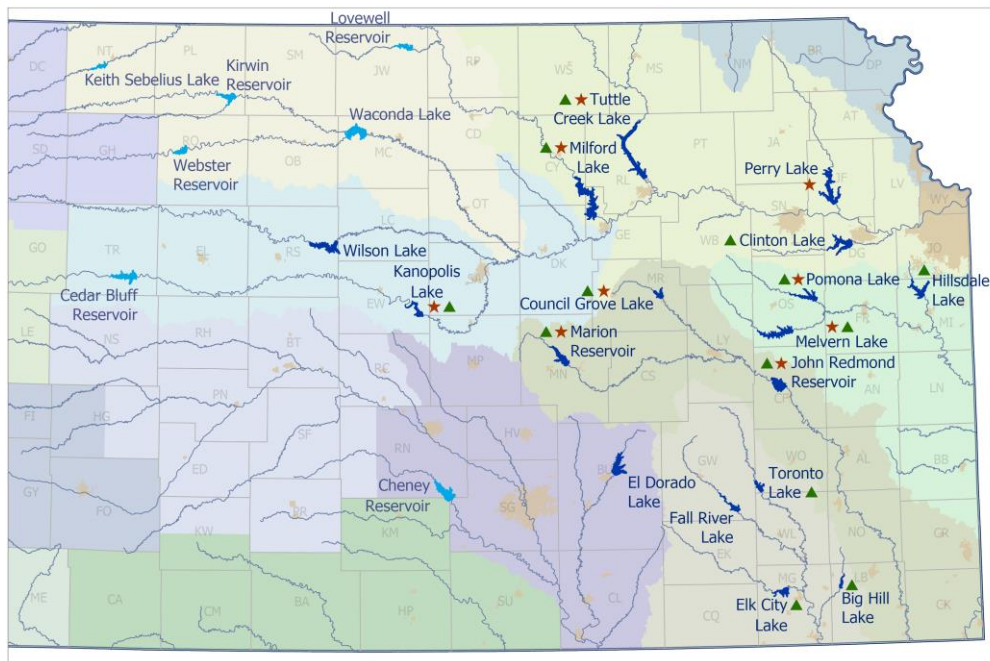 Lovewell
Reservoir
NT
PL
SM
JW
RP
WS
MS
NM
BR
DP
DC
Keith Sebelius Lake
Kirwin
Reservoir
Tuttle
Creek Lake
Waconda Lake
Milford
Lake
SD
GH
RO
OB
MC
CD
CY
RL
PT
JA
AT
Webster
Reservoir
Perry Lake
JF
LV
WY
LC
OT
SN
GO
TR
EL
RS
Wilson Lake
DK
GE
WB
Clinton Lake
DG
JO
Kanopolis
Lake
Cedar Bluff
Reservoir
EW
Council Grove Lake
MR
Pomona Lake
OS
Hillsdale
Lake
LE
NS
RH
BT
RC
MP
Marion
Reservoir
MN
CS
LY
Melvern Lake
FR
MI
John Redmond
Reservoir
AN
LN
FI
HG
PN
SF
RN
HV
BU
GW
WO
AL
BB
GY
FO
ED
PR
Cheney
Reservoir
SG
El Dorado
Lake
Toronto
Lake
Fall River
Lake
KW
KM
EK
WL
NO
GR
ME
CA
CM
BA
HP
SU
CL
CQ
MG
Elk City
Lake
LB
Big Hill
Lake
CK